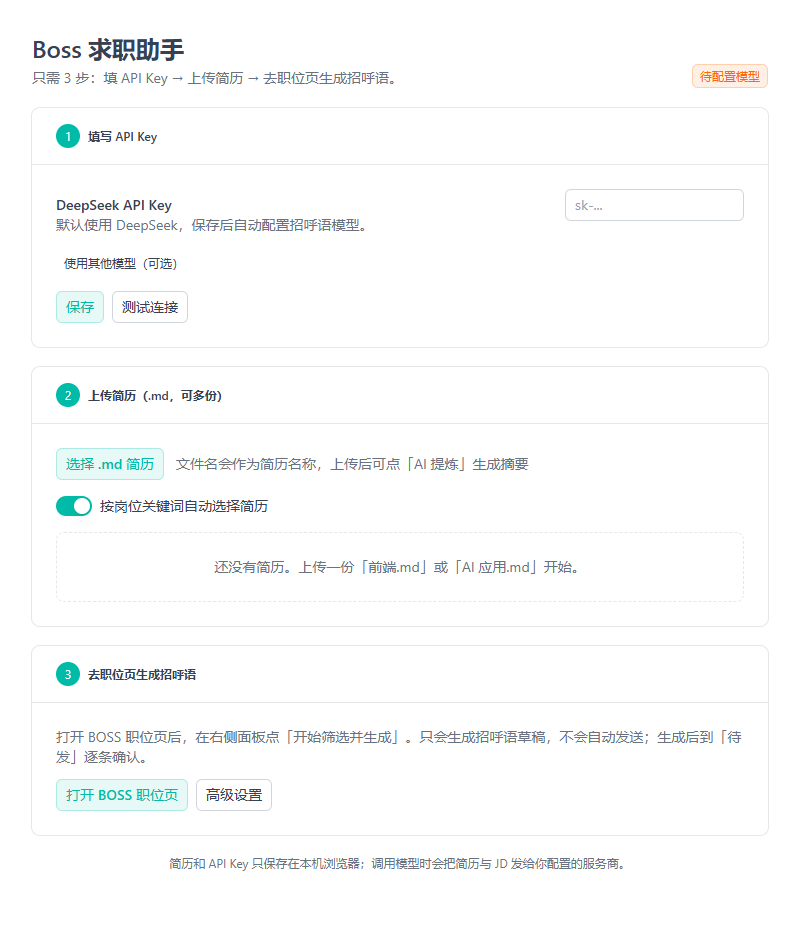 Boss 求职助手
只需 3 步：填 API Key → 上传简历 → 去职位页生成招呼语。
待配置模型
1 填写 API Key
DeepSeek API Key
sk-...
默认使用 DeepSeek，保存后自动配置招呼语模型。
使用其他模型（可选）
保存 测试连接
2 上传简历（.md，可多份）
选择 .md 简历 文件名会作为简历名称，上传后可点「AI 提炼」生成摘要
按岗位关键词自动选择简历
还没有简历。上传一份「前端.md」或「AI 应用.md」开始。
3 去职位页生成招呼语
打开 BOSS 职位页后，在右侧面板点「开始筛选并生成」。只会生成招呼语草稿，不会自动发送；生成后到「待
发」逐条确认。
打开 BOSS 职位页 高级设置
简历和 API Key 只保存在本机浏览器；调用模型时会把简历与 JD 发给你配置的服务商。